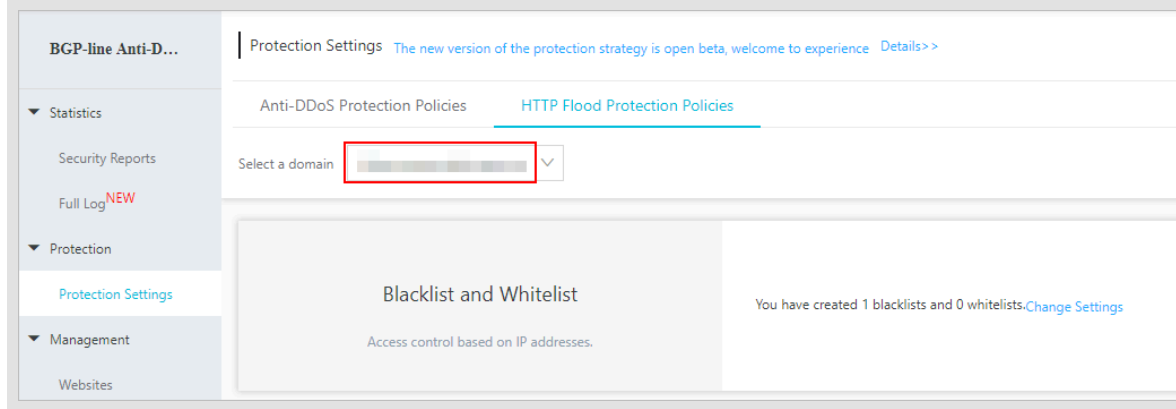 BGP-line Anti-D...
Protection Settings The new version of the protection strategy is open beta, welcome to experience Details>>
Anti-DDoS Protection Policies HTTP Flood Protection Policies
Statistics
Security Reports
Select a domain
Full Log NEW
Protection
Protection Settings
Blacklist and Whitelist
You have created 1 blacklists and 0 whitelists.Change Settings
Management
Access control based on IP addresses.
Websites